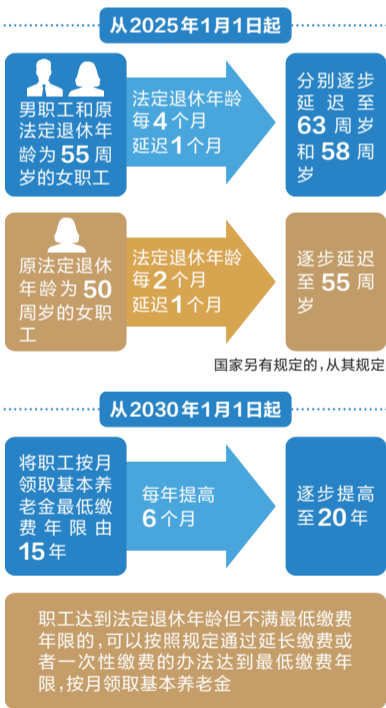 从2025年1月1日起
男职工和原
法定退休年
龄为55周
岁的女职工
法定退休年龄
每4个月
延迟1个月
分别逐步
延迟至
63周岁
和58周
岁
原法定退休
年龄为50
周岁的女职
工
法定退休年龄
每2个月
延迟1个月
逐步延迟
至55周
岁
国家另有规定的,从其规定
从2030年1月1日起
将职工按月
领取基本养
老金最低缴
费年限由
15年
每年提高
6个月
逐步提高
至20年
职工达到法定退休年龄但不满最低缴费
年限的,可以按照规定通过延长缴费或
者一次性缴费的办法达到最低缴费年
限,按月领取基本养老金